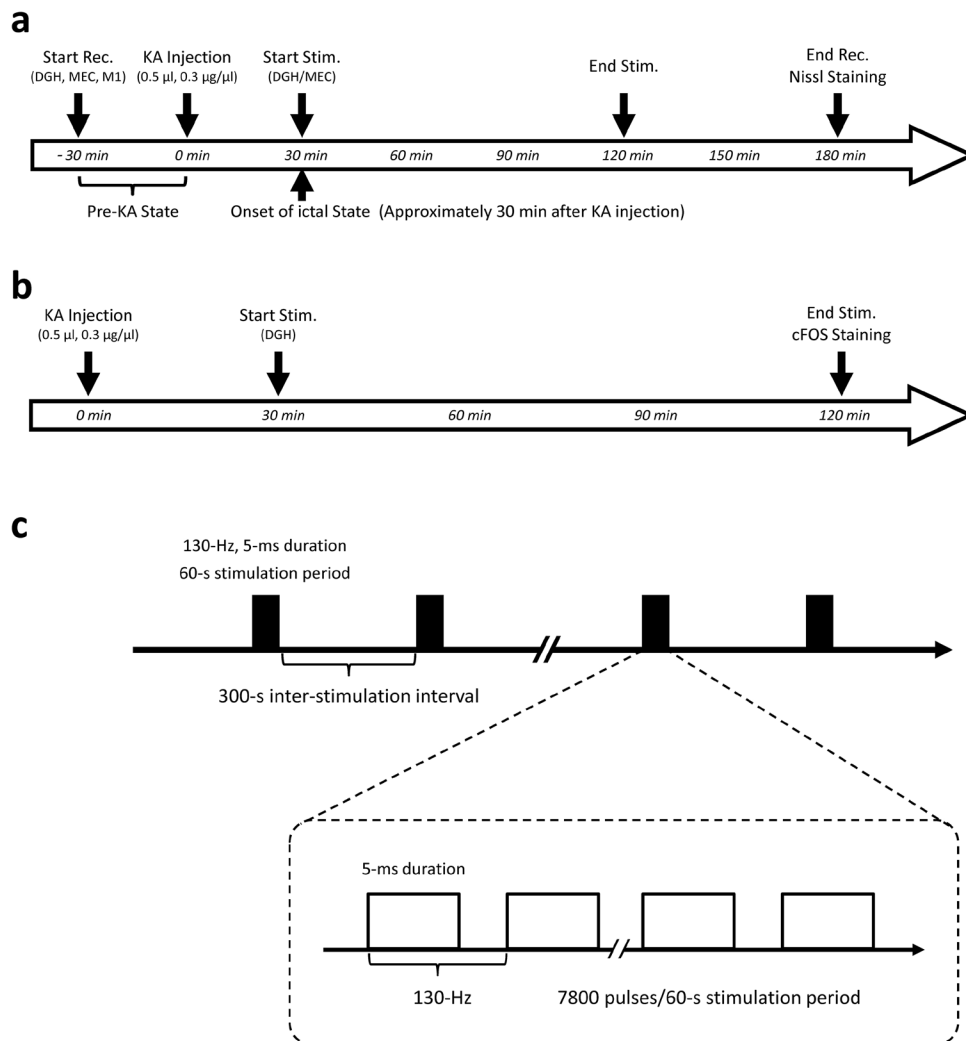 a
Start Rec.
(DGH, MEC, M1)
KA Injection
(0.5 µl, 0.3 µg/µl)
Start Stim.
(DGH/MEC)
End Stim.
End Rec.
Nissl Staining
- 30 min
0 min
30 min
60 min
90 min
120 min
150 min
180 min
Pre-KA State
Onset of ictal State (Approximately 30 min after KA injection)
b
KA Injection
(0.5 µl, 0.3 µg/µl)
Start Stim.
(DGH)
End Stim.
cFOS Staining
0 min
30 min
60 min
90 min
120 min
c
130-Hz, 5-ms duration
60-s stimulation period
300-s inter-stimulation interval
5-ms duration
130-Hz
7800 pulses/60-s stimulation period